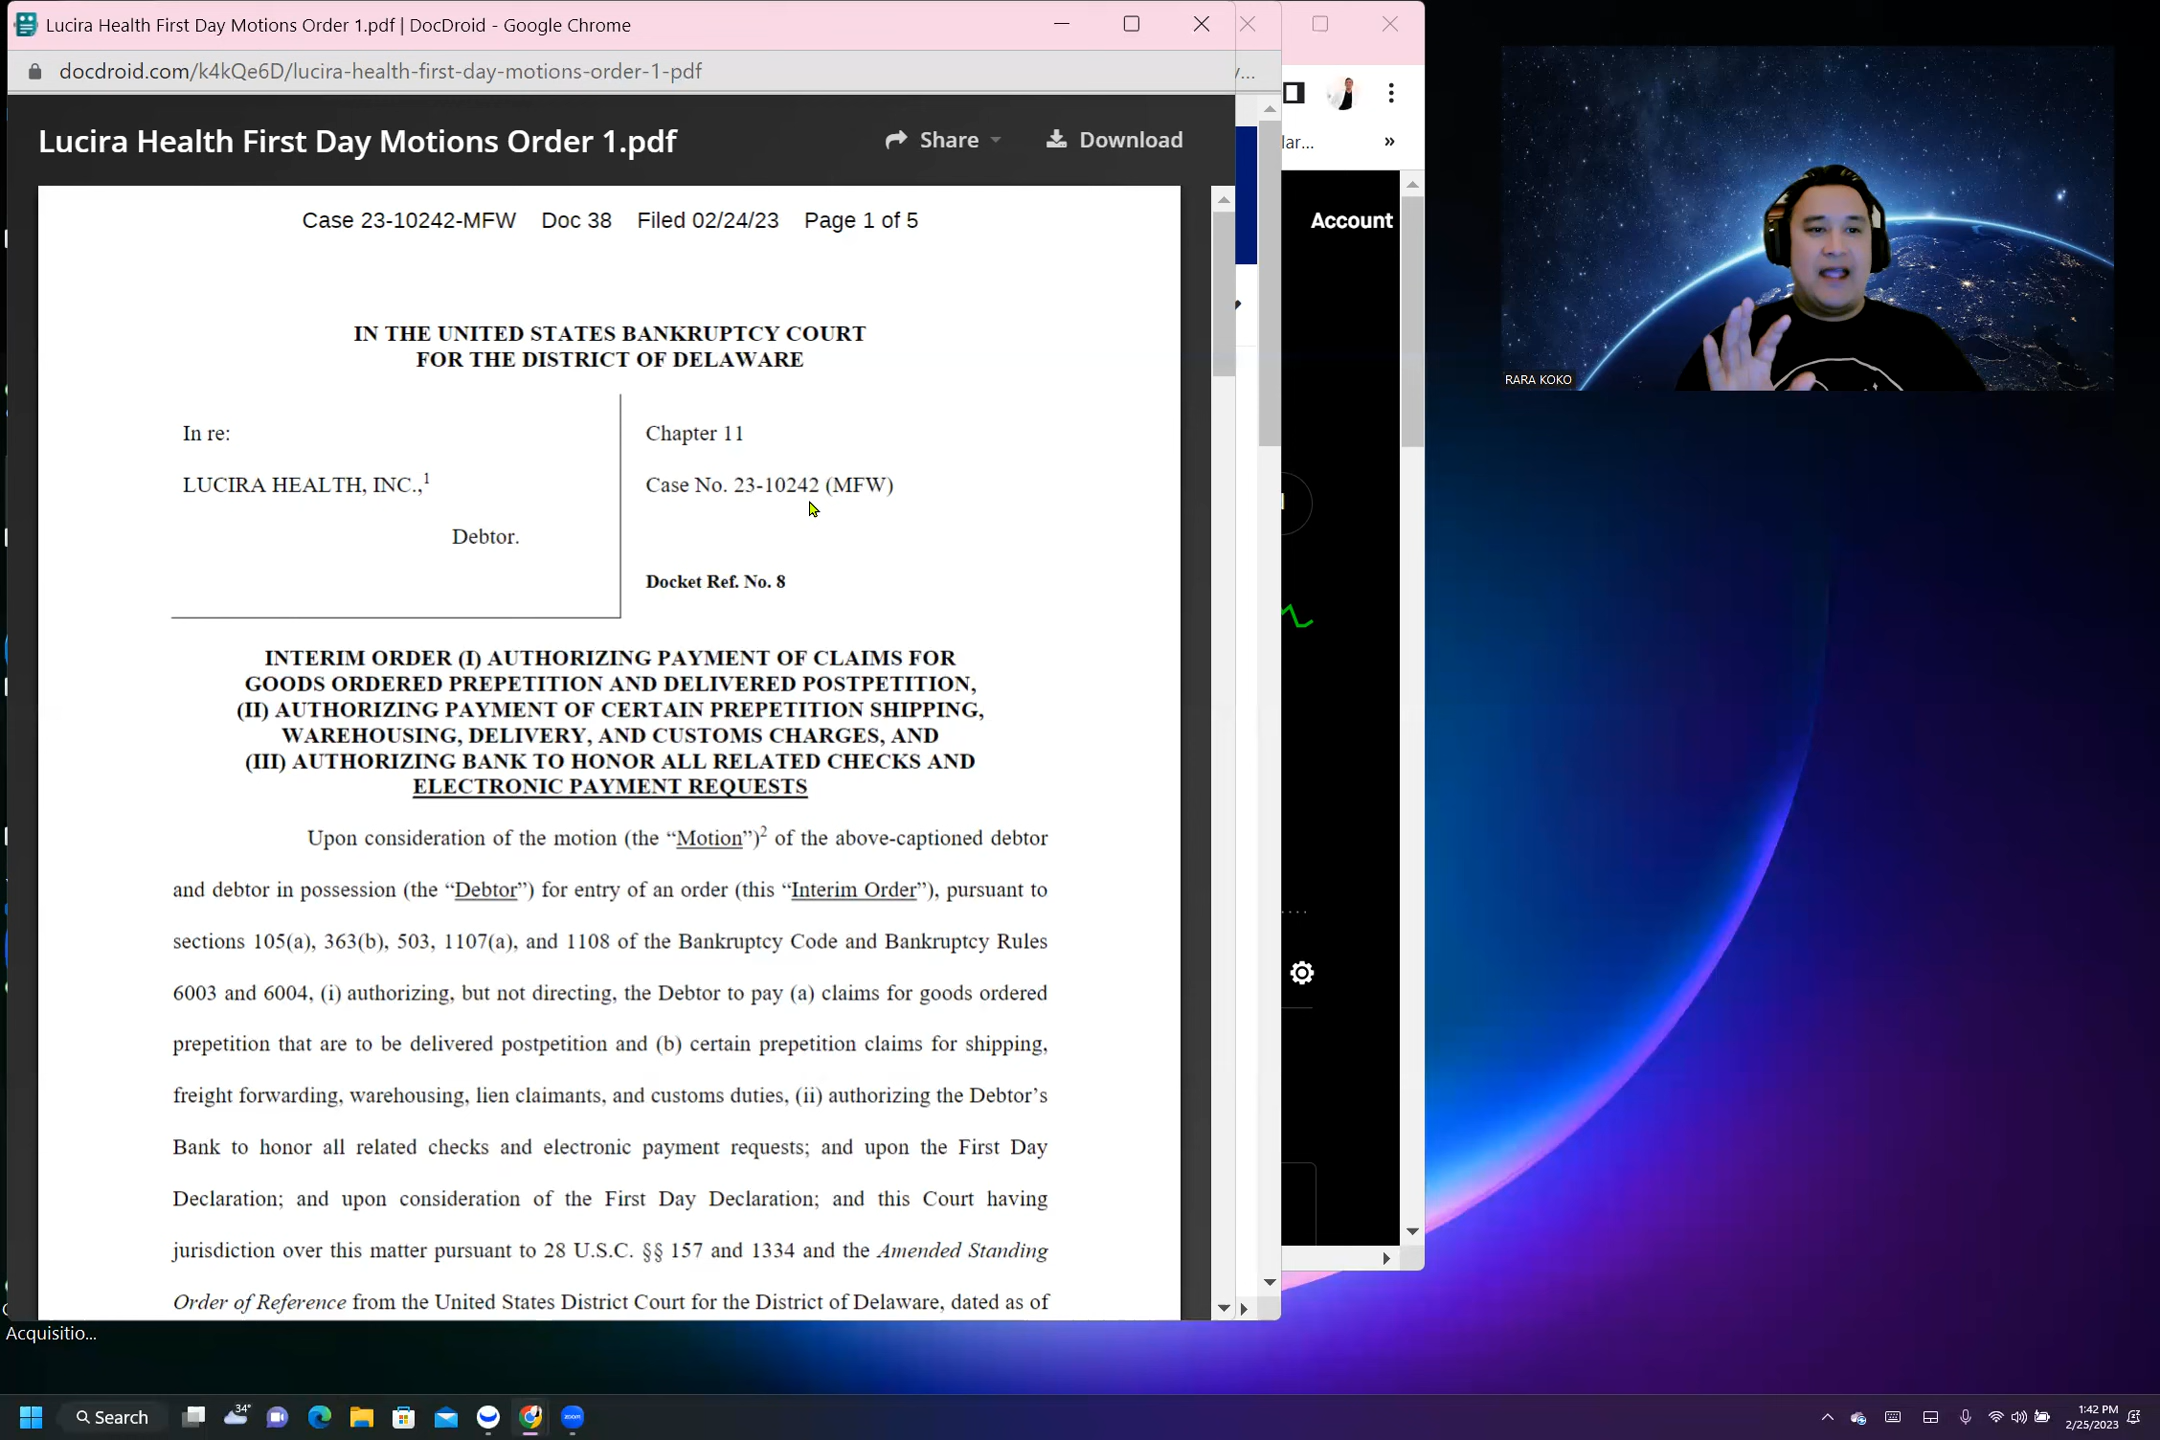 Lucira Health First Day Motions Order 1.pdf | DocDroid - Google Chrome
docdroid.com/k4kQe6D/lucira-health-first-day-motions-order-1-pdf
Lucira Health First Day Motions Order 1.pdf
Share
Download
lar...
»
Account
Case 23-10242-MFW Doc 38 Filed 02/24/23 Page 1 of 5
IN THE UNITED STATES BANKRUPTCY COURT
FOR THE DISTRICT OF DELAWARE
In re:
LUCIRA HEALTH, INC.,1
Debtor.
Chapter 11
Case No. 23-10242 (MFW)
Docket Ref. No. 8
INTERIM ORDER (I) AUTHORIZING PAYMENT OF CLAIMS FOR
GOODS ORDERED PREPETITION AND DELIVERED POSTPETITION,
(II) AUTHORIZING PAYMENT OF CERTAIN PREPETITION SHIPPING,
WAREHOUSING, DELIVERY, AND CUSTOMS CHARGES, AND
(III) AUTHORIZING BANK TO HONOR ALL RELATED CHECKS AND
ELECTRONIC PAYMENT REQUESTS
Upon consideration of the motion (the “Motion”)2 of the above-captioned debtor
and debtor in possession (the “Debtor”) for entry of an order (this “Interim Order”), pursuant to
sections 105(a), 363(b), 503, 1107(a), and 1108 of the Bankruptcy Code and Bankruptcy Rules
6003 and 6004, (i) authorizing, but not directing, the Debtor to pay (a) claims for goods ordered
prepetition that are to be delivered postpetition and (b) certain prepetition claims for shipping,
freight forwarding, warehousing, lien claimants, and customs duties, (ii) authorizing the Debtor’s
Bank to honor all related checks and electronic payment requests; and upon the First Day
Declaration; and upon consideration of the First Day Declaration; and this Court having
jurisdiction over this matter pursuant to 28 U.S.C. §§ 157 and 1334 and the Amended Standing
Order of Reference from the United States District Court for the District of Delaware, dated as of
RARA KOKO
Acquisitio...
Search
34°
zoom
1:42 PM
2/25/2023